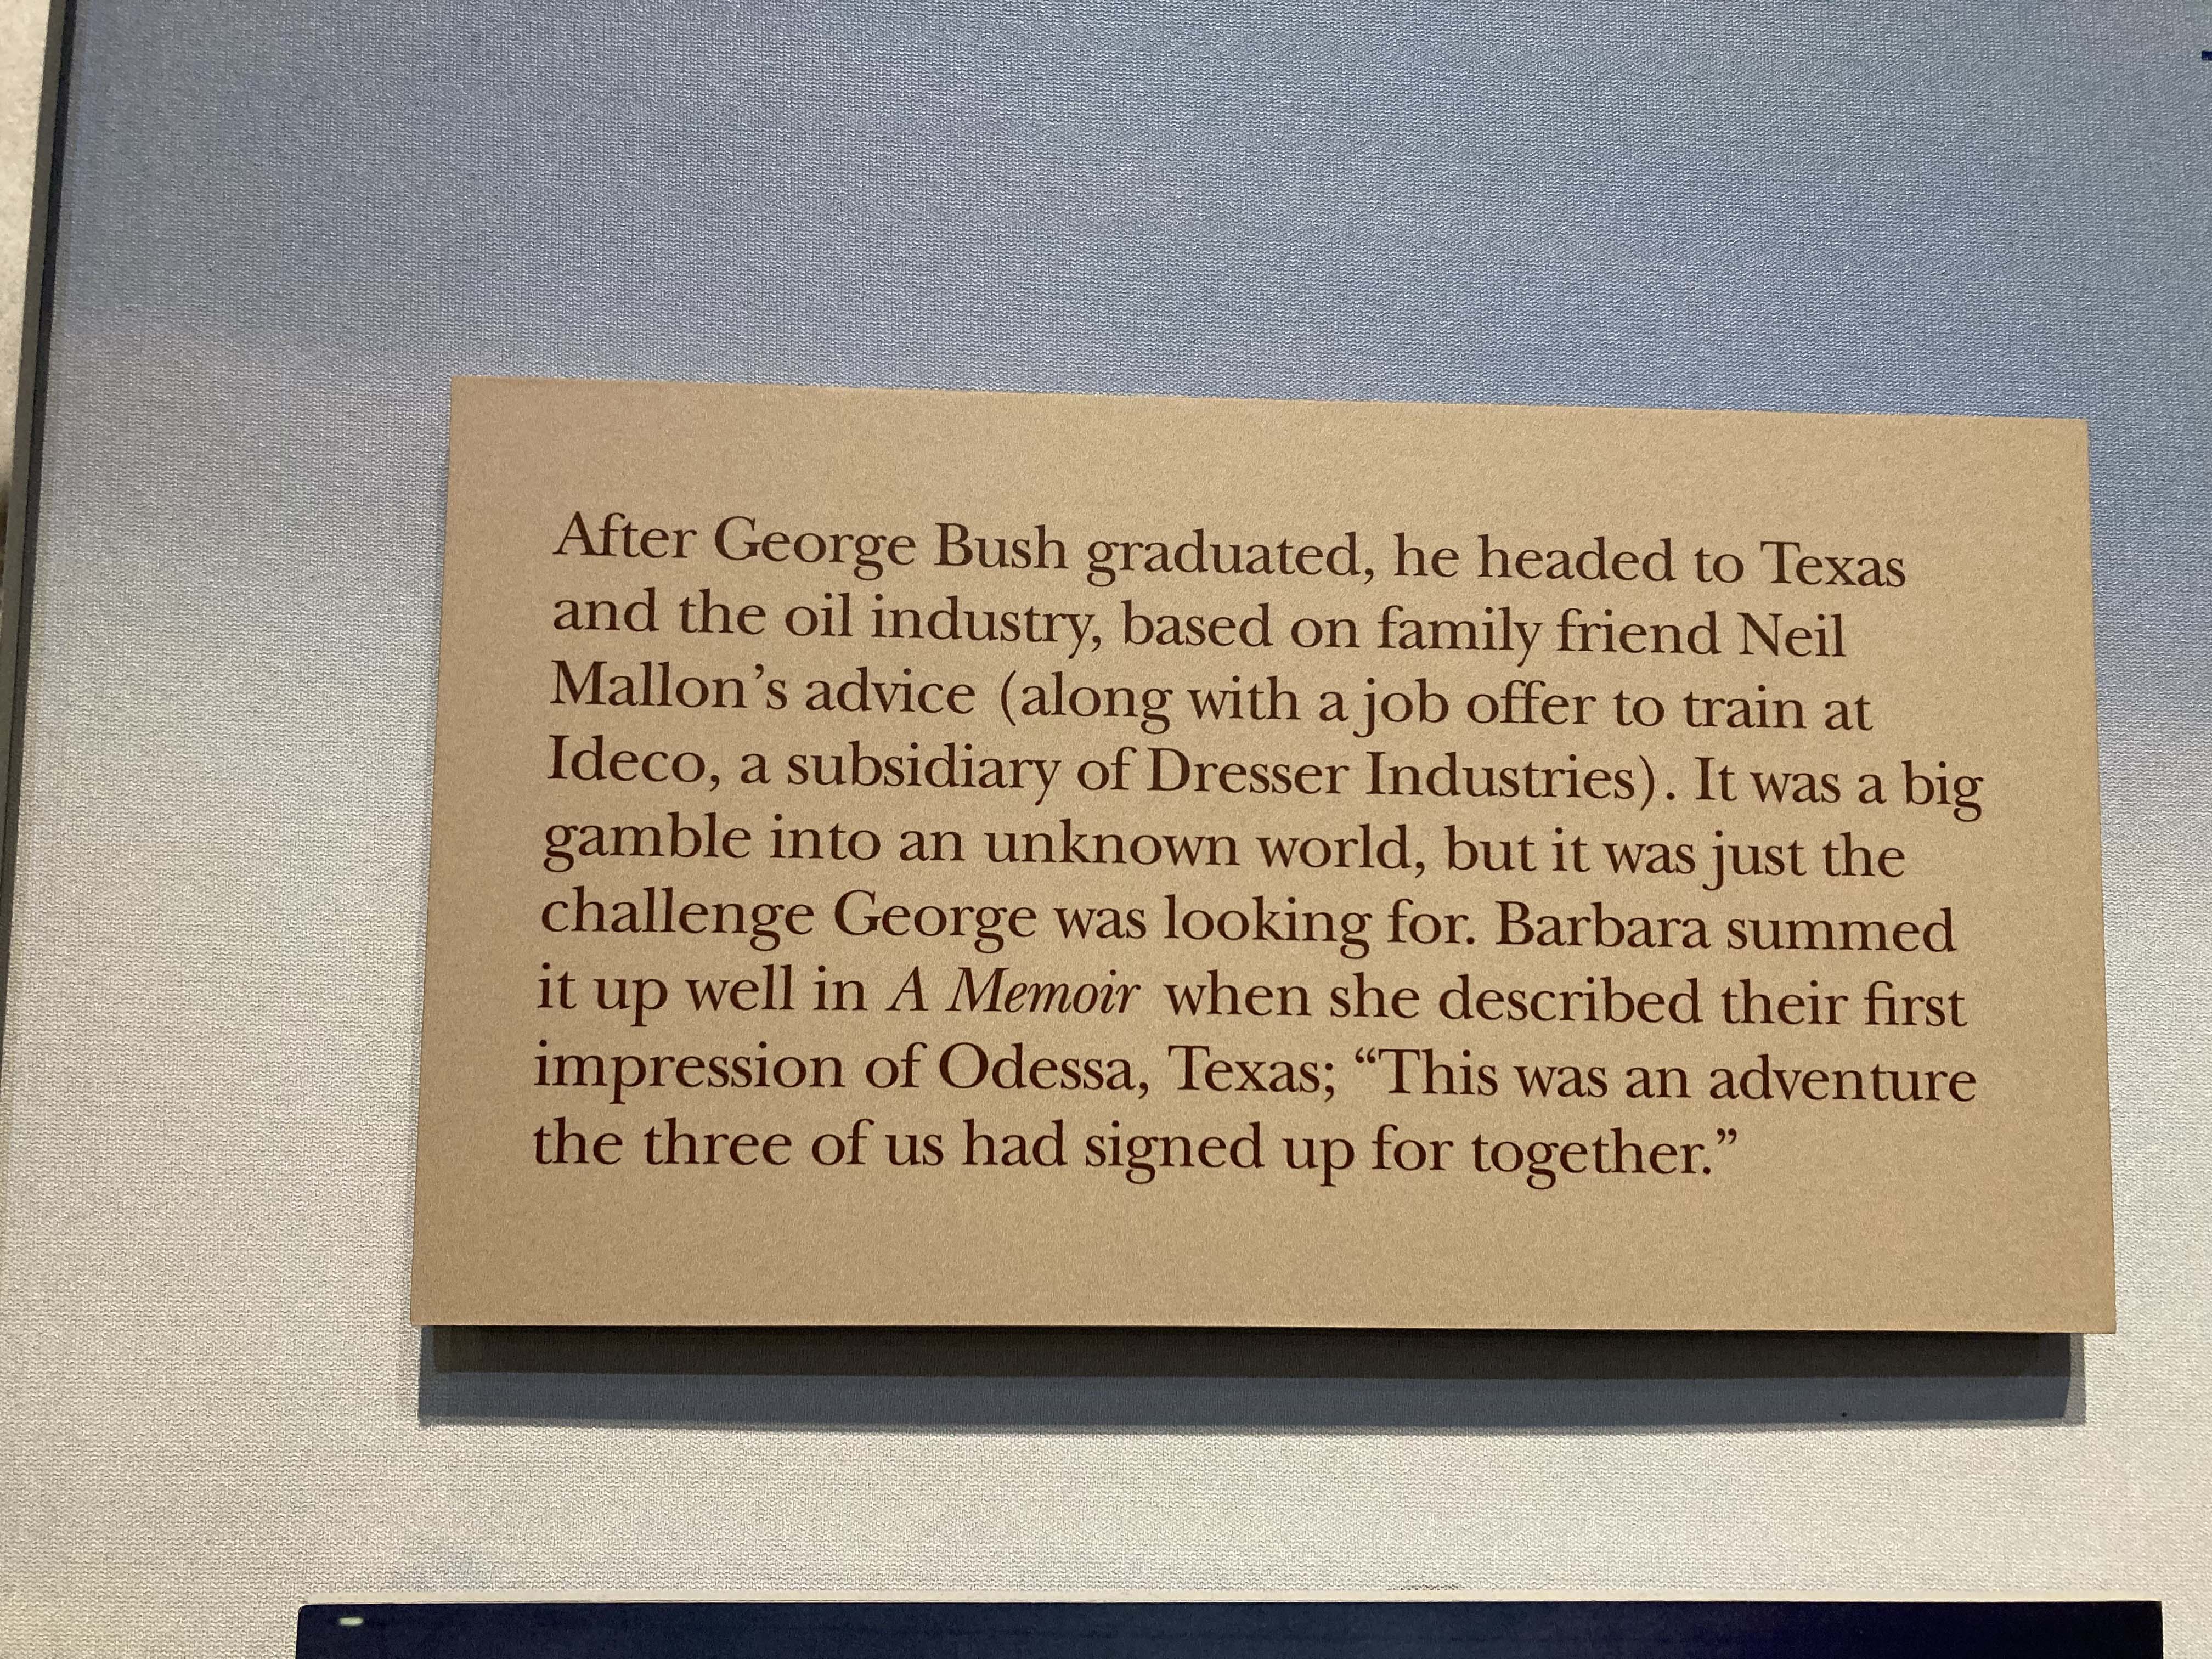 After George Bush graduated, he headed to Texas
and the oil industry, based on family friend Neil
Mallon’s advice (along with a job offer to train at
Ideco, a subsidiary of Dresser Industries). It was a big
gamble into an unknown world, but it was just the
challenge George was looking for. Barbara summed
it up well in A Memoir when she described their first
impression of Odessa, Texas; “This was an adventure
the three of us had signed up for together.”